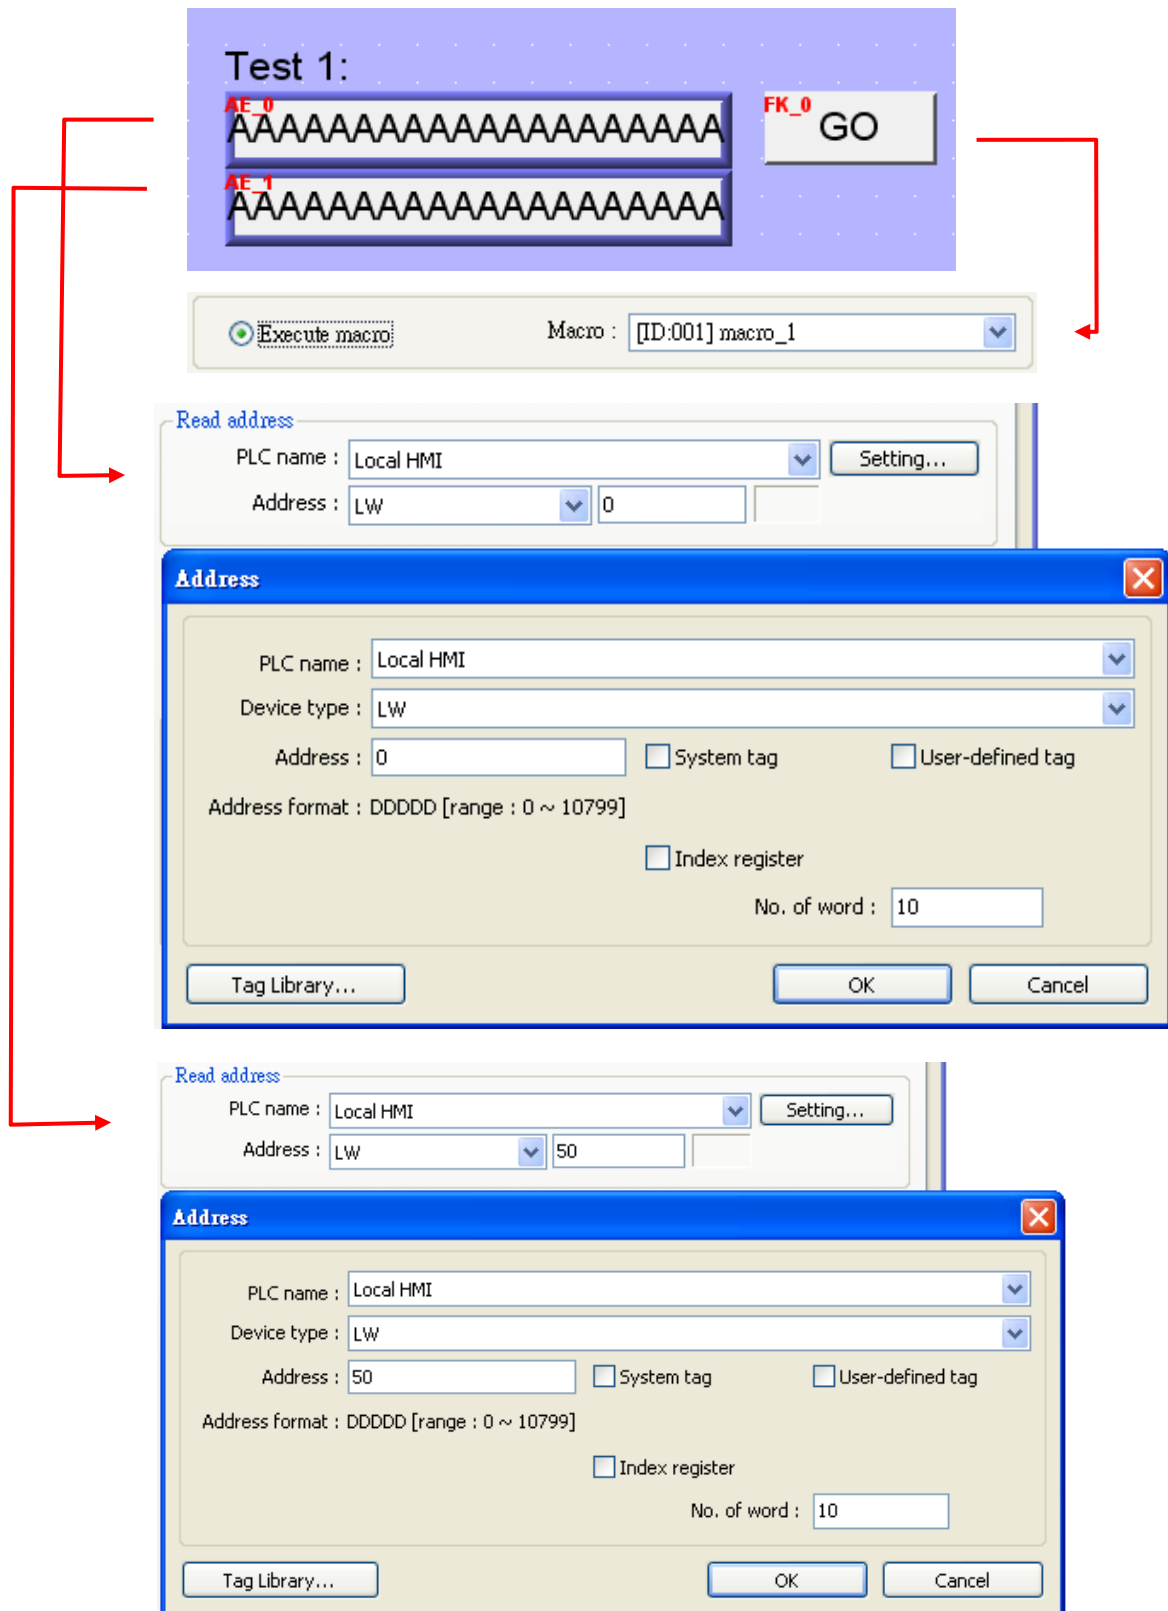 Test 1:
AE_0
AAAAAAAAAAAAAAAAAAAA
FK_0
GO
AE_1
AAAAAAAAAAAAAAAAAAAA
Execute macro
Macro : [ID:001] macro_1
Read address
PLC name : Local HMI Setting...
Address : LW 0
Address
PLC name : Local HMI
Device type : LW
Address : 0 System tag User-defined tag
Address format : DDDDD [range : 0 ~ 10799]
Index register
No. of word : 10
Tag Library... OK Cancel
Read address
PLC name : Local HMI Setting...
Address : LW 50
Address
PLC name : Local HMI
Device type : LW
Address : 50 System tag User-defined tag
Address format : DDDDD [range : 0 ~ 10799]
Index register
No. of word : 10
Tag Library... OK Cancel